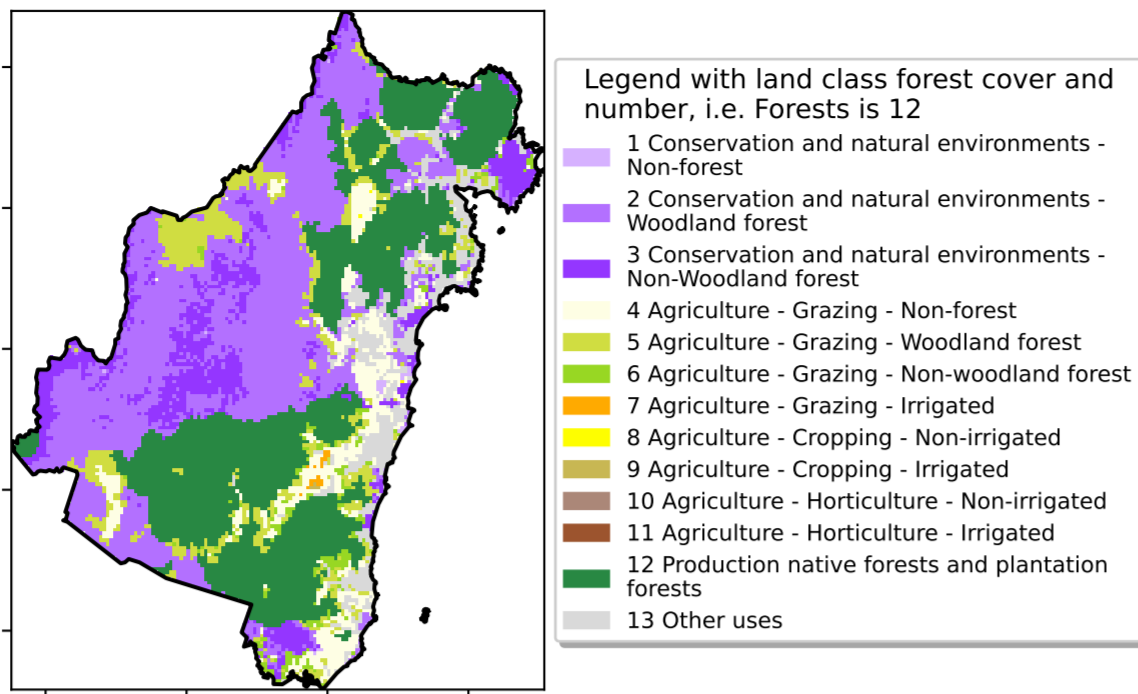 Legend with land class forest cover and
number, i.e. Forests is 12
1 Conservation and natural environments -
Non-forest
2 Conservation and natural environments -
Woodland forest
3 Conservation and natural environments -
Non-Woodland forest
4 Agriculture - Grazing - Non-forest
5 Agriculture - Grazing - Woodland forest
6 Agriculture - Grazing - Non-woodland forest
7 Agriculture - Grazing - Irrigated
8 Agriculture - Cropping - Non-irrigated
9 Agriculture - Cropping - Irrigated
10 Agriculture - Horticulture - Non-irrigated
11 Agriculture - Horticulture - Irrigated
12 Production native forests and plantation
forests
13 Other uses